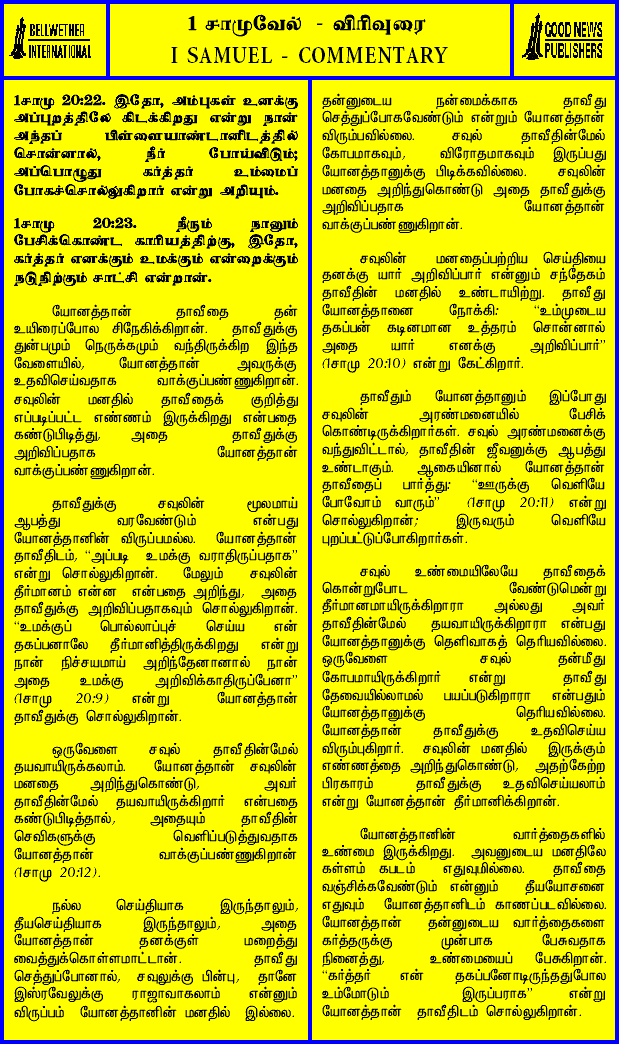 BELLWETHER
INTERNATIONAL
1 சாமுவேல் - விரிவுரை
I SAMUEL - COMMENTARY
GOOD NEWS
PUBLISHERS
1சாமு 20:22. இதோ, அம்புகள் உனக்கு
அப்புறத்திலே கிடக்கிறது என்று நான்
அந்தப் பிள்ளையாண்டானிடத்தில்
சொன்னால், நீர் போய்விடும்;
அப்பொழுது கர்த்தர் உம்மைப்
போகச்சொல்லுகிறார் என்று அறியும்.
1சாமு 20:23. நீரும் நானும்
பேசிக்கொண்ட காரியத்திற்கு, இதோ,
கர்த்தர் எனக்கும் உமக்கும் என்றைக்கும்
நடுநிற்கும் சாட்சி என்றான்.
யோனத்தான் தாவீதை தன்
உயிரைப்போல சிநேகிக்கிறான். தாவீதுக்கு
துன்பமும் நெருக்கமும் வந்திருக்கிற இந்த
வேளையில், யோனத்தான் அவருக்கு
உதவிசெய்வதாக வாக்குப்பண்ணுகிறான்.
சவுலின் மனதில் தாவீதைக் குறித்து
எப்படிப்பட்ட எண்ணம் இருக்கிறது என்பதை
கண்டுபிடித்து, அதை தாவீதுக்கு
அறிவிப்பதாக யோனத்தான்
வாக்குப்பண்ணுகிறான்.
தாவீதுக்கு சவுலின் மூலமாய்
ஆபத்து வரவேண்டும் என்பது
யோனத்தானின் விருப்பமல்ல. யோனத்தான்
தாவீதிடம், "அப்படி உமக்கு வராதிருப்பதாக"
என்று சொல்லுகிறான். மேலும் சவுலின்
தீர்மானம் என்ன என்பதை அறிந்து, அதை
தாவீதுக்கு அறிவிப்பதாகவும் சொல்லுகிறான்.
"உமக்குப் பொல்லாப்புச் செய்ய என்
தகப்பனாலே தீர்மானித்திருக்கிறது என்று
நான் நிச்சயமாய் அறிந்தேனானால் நான்
அதை உமக்கு அறிவிக்காதிருப்பேனா"
(1சாமு 20:9) என்று யோனத்தான்
தாவீதுக்கு சொல்லுகிறான்.
ஒருவேளை சவுல் தாவீதின்மேல்
தயவாயிருக்கலாம். யோனத்தான் சவுலின்
மனதை அறிந்துகொண்டு, அவர்
தாவீதின்மேல் தயவாயிருக்கிறார் என்பதை
கண்டுபிடித்தால், அதையும் தாவீதின்
செவிகளுக்கு வெளிப்படுத்துவதாக
யோனத்தான் வாக்குப்பண்ணுகிறான்
(1சாமு 20:12).
நல்ல செய்தியாக இருந்தாலும்,
தீயசெய்தியாக இருந்தாலும், அதை
யோனத்தான் தனக்குள் மறைத்து
வைத்துக்கொள்ளமாட்டான். தாவீது
செத்துப்போனால், சவுலுக்கு பின்பு, தானே
இஸ்ரவேலுக்கு ராஜாவாகலாம் என்னும்
விருப்பம் யோனத்தானின் மனதில் இல்லை.
தன்னுடைய நன்மைக்காக தாவீது
செத்துப்போகவேண்டும் என்றும் யோனத்தான்
விரும்பவில்லை. சவுல் தாவீதின்மேல்
கோபமாகவும், விரோதமாகவும் இருப்பது
யோனத்தானுக்கு பிடிக்கவில்லை. சவுலின்
மனதை அறிந்துகொண்டு அதை தாவீதுக்கு
அறிவிப்பதாக யோனத்தான்
வாக்குப்பண்ணுகிறான்.
சவுலின் மனதைப்பற்றிய செய்தியை
தனக்கு யார் அறிவிப்பார் என்னும் சந்தேகம்
தாவீதின் மனதில் உண்டாயிற்று. தாவீது
யோனத்தானை நோக்கி: "உம்முடைய
தகப்பன் கடினமான உத்தரம் சொன்னால்
அதை யார் எனக்கு அறிவிப்பார்"
(1சாமு 20:10) என்று கேட்கிறார்.
தாவீதும் யோனத்தானும் இப்போது
சவுலின் அரண்மனையில் பேசிக்
கொண்டிருக்கிறார்கள். சவுல் அரண்மனைக்கு
வந்துவிட்டால், தாவீதின் ஜீவனுக்கு ஆபத்து
உண்டாகும். ஆகையினால் யோனத்தான்
தாவீதைப் பார்த்து: "ஊருக்கு வெளியே
போவோம் வாரும்" (1சாமு 20:11) என்று
சொல்லுகிறான்; இருவரும் வெளியே
புறப்பட்டுப்போகிறார்கள்.
சவுல் உண்மையிலேயே தாவீதைக்
கொன்றுபோட வேண்டுமென்று
தீர்மானமாயிருக்கிறாரா அல்லது அவர்
தாவீதின்மேல் தயவாயிருக்கிறாரா என்பது
யோனத்தானுக்கு தெளிவாகத் தெரியவில்லை.
ஒருவேளை சவுல் தன்மீது
கோபமாயிருக்கிறார் என்று தாவீது
தேவையில்லாமல் பயப்படுகிறாரா என்பதும்
யோனத்தானுக்கு தெரியவில்லை.
யோனத்தான் தாவீதுக்கு உதவிசெய்ய
விரும்புகிறார். சவுலின் மனதில் இருக்கும்
எண்ணத்தை அறிந்துகொண்டு, அதற்கேற்ற
பிரகாரம் தாவீதுக்கு உதவிசெய்யலாம்
என்று யோனத்தான் தீர்மானிக்கிறான்.
யோனத்தானின் வார்த்தைகளில்
உண்மை இருக்கிறது. அவனுடைய மனதிலே
கள்ளம் கபடம் எதுவுமில்லை. தாவீதை
வஞ்சிக்கவேண்டும் என்னும் தீயயோசனை
எதுவும் யோனத்தானிடம் காணப்படவில்லை.
யோனத்தான் தன்னுடைய வார்த்தைகளை
கர்த்தருக்கு முன்பாக பேசுவதாக
நினைத்து, உண்மையைப் பேசுகிறான்.
"கர்த்தர் என் தகப்பனோடிருந்ததுபோல
உம்மோடும் இருப்பராக" என்று
யோனத்தான் தாவீதிடம் சொல்லுகிறான்.